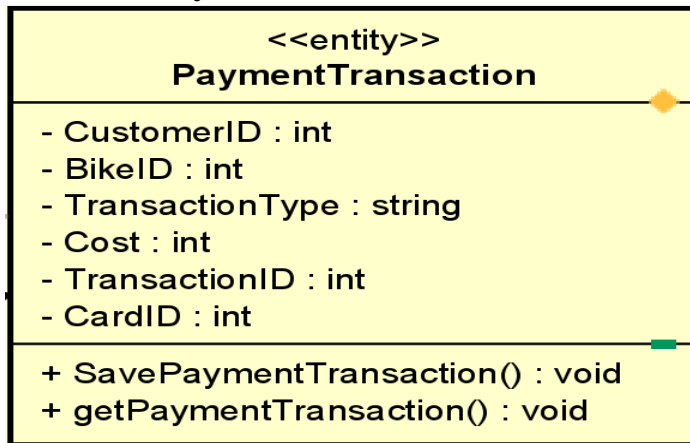 <<entity>>
PaymentTransaction
- CustomerID : int
- BikeID : int
- TransactionType : string
- Cost : int
- TransactionID : int
- CardID : int
+ SavePaymentTransaction() : void
+ getPaymentTransaction() : void